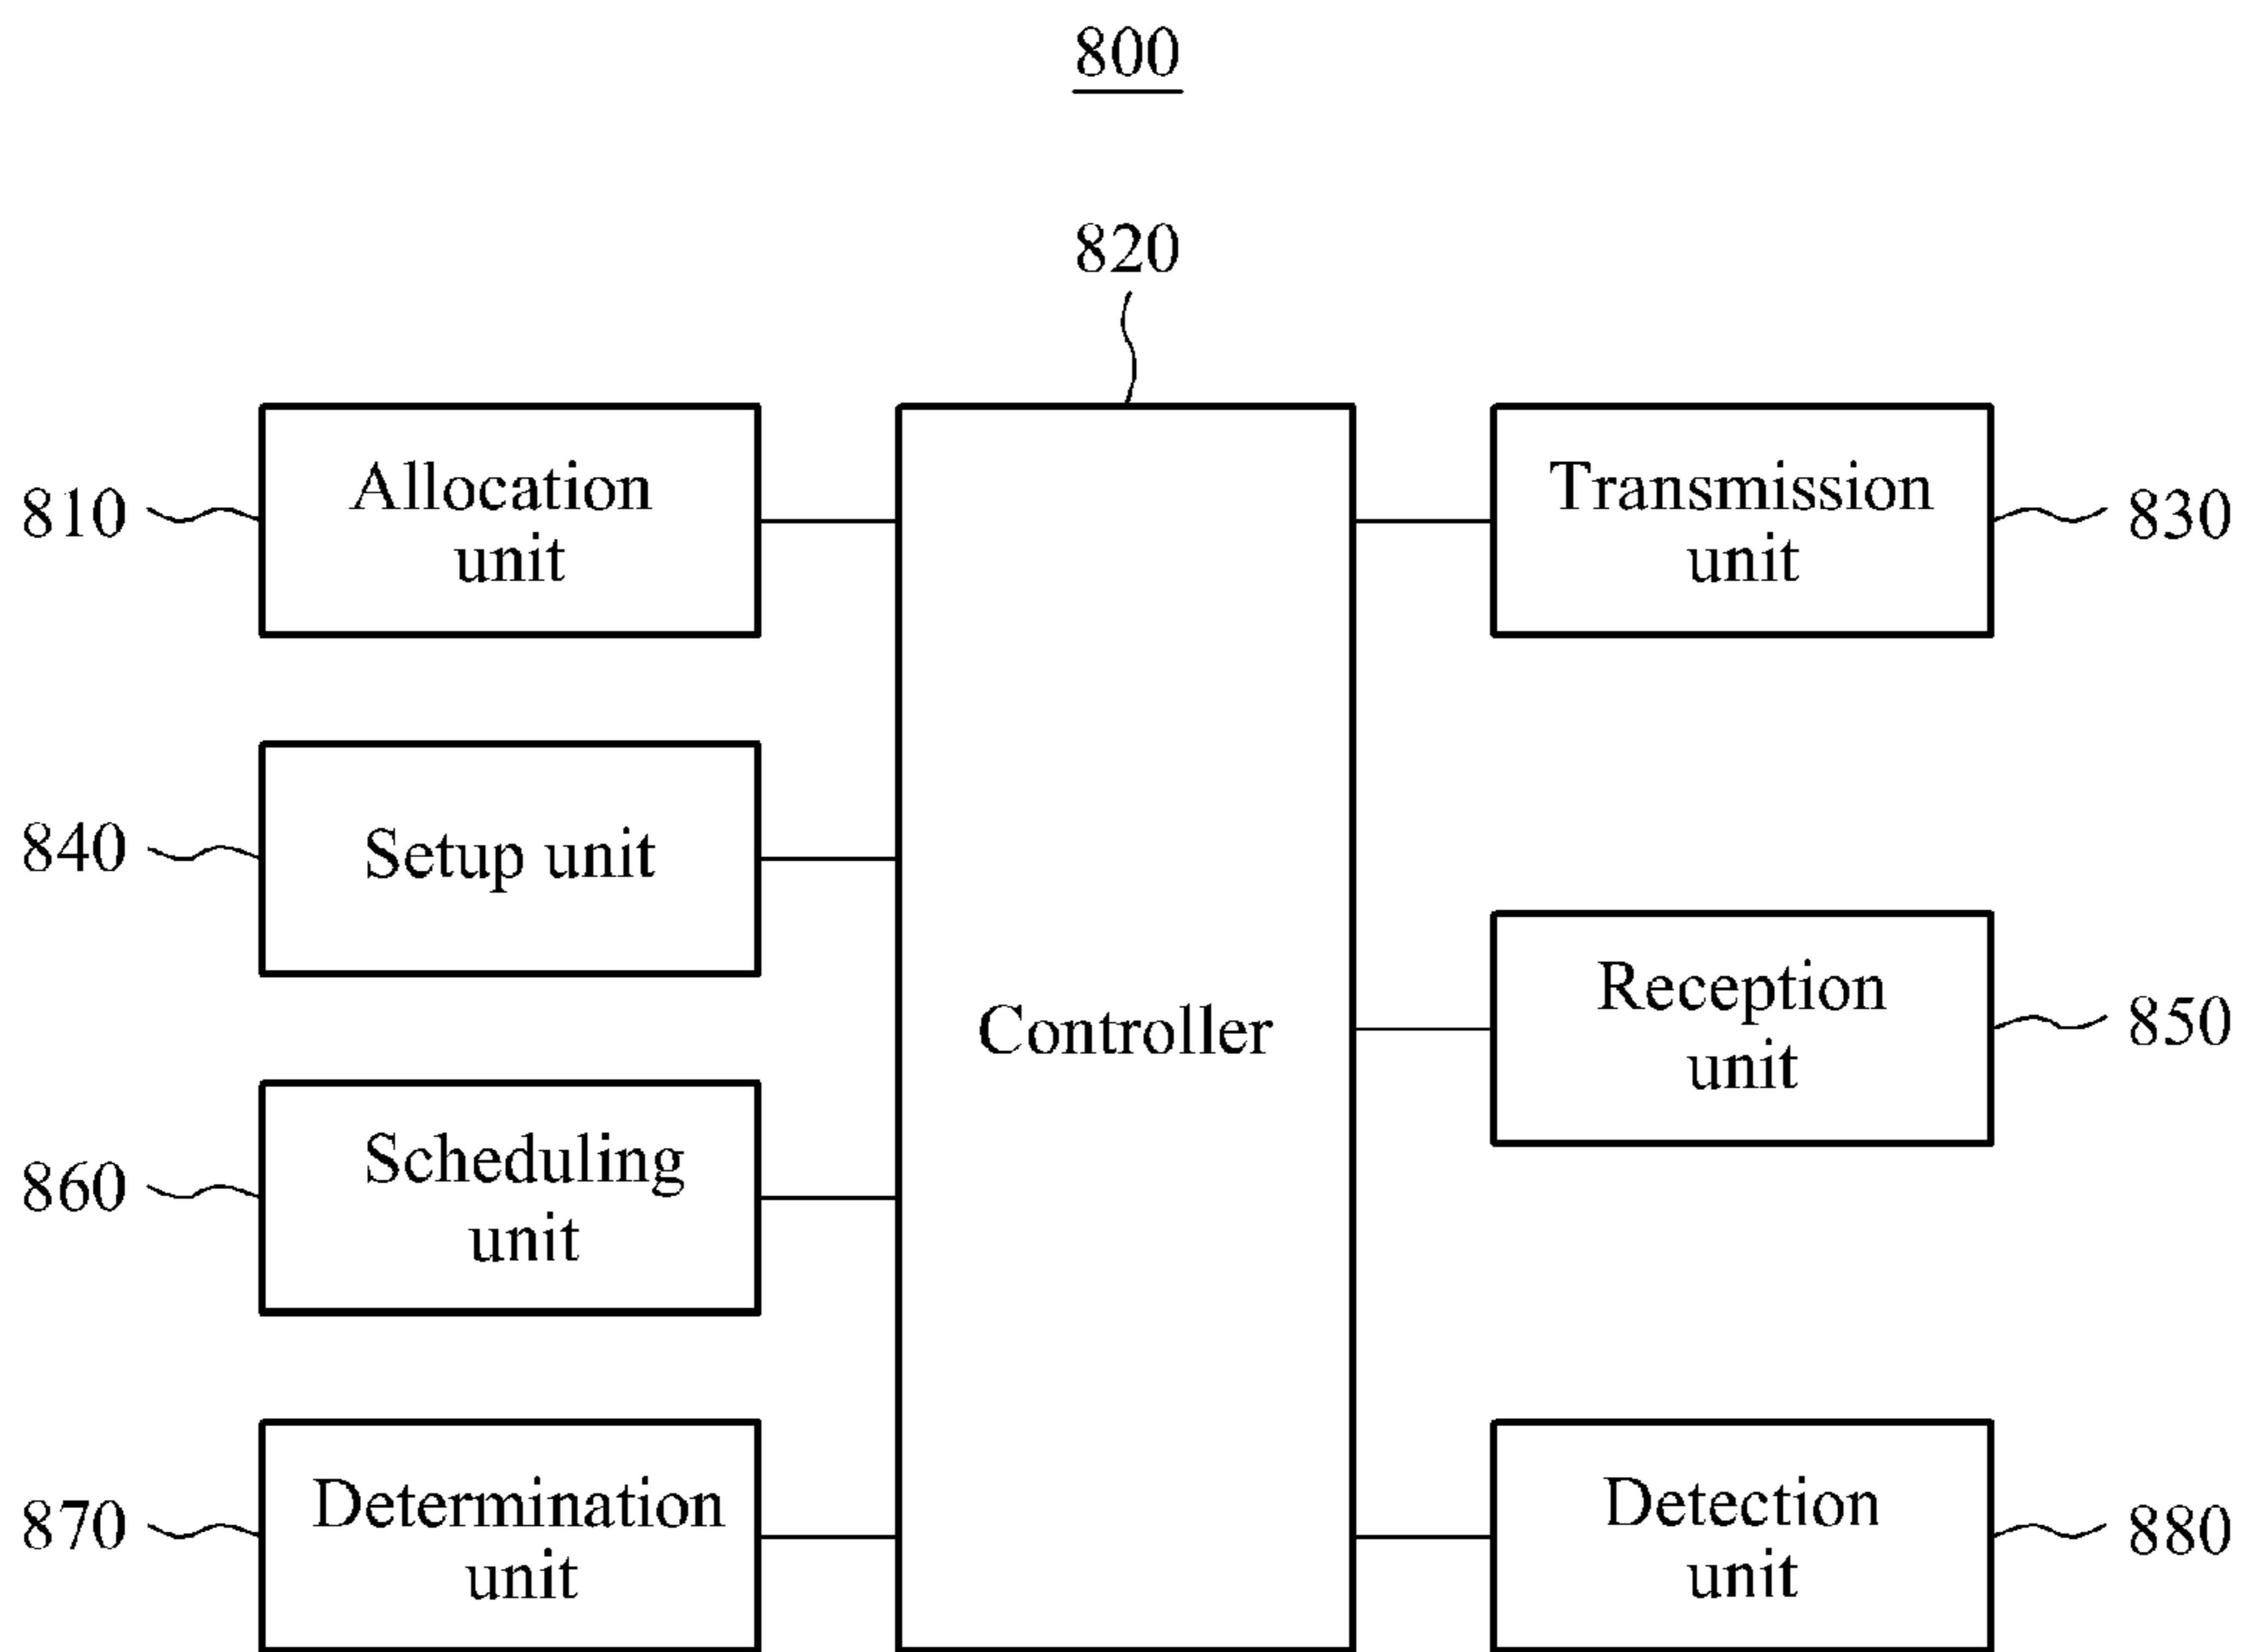 800
820
810
Allocation
unit
Transmission
unit
830
840
Setup unit
Controller
Reception
unit
850
860
Scheduling
unit
870
Determination
unit
Detection
unit
880